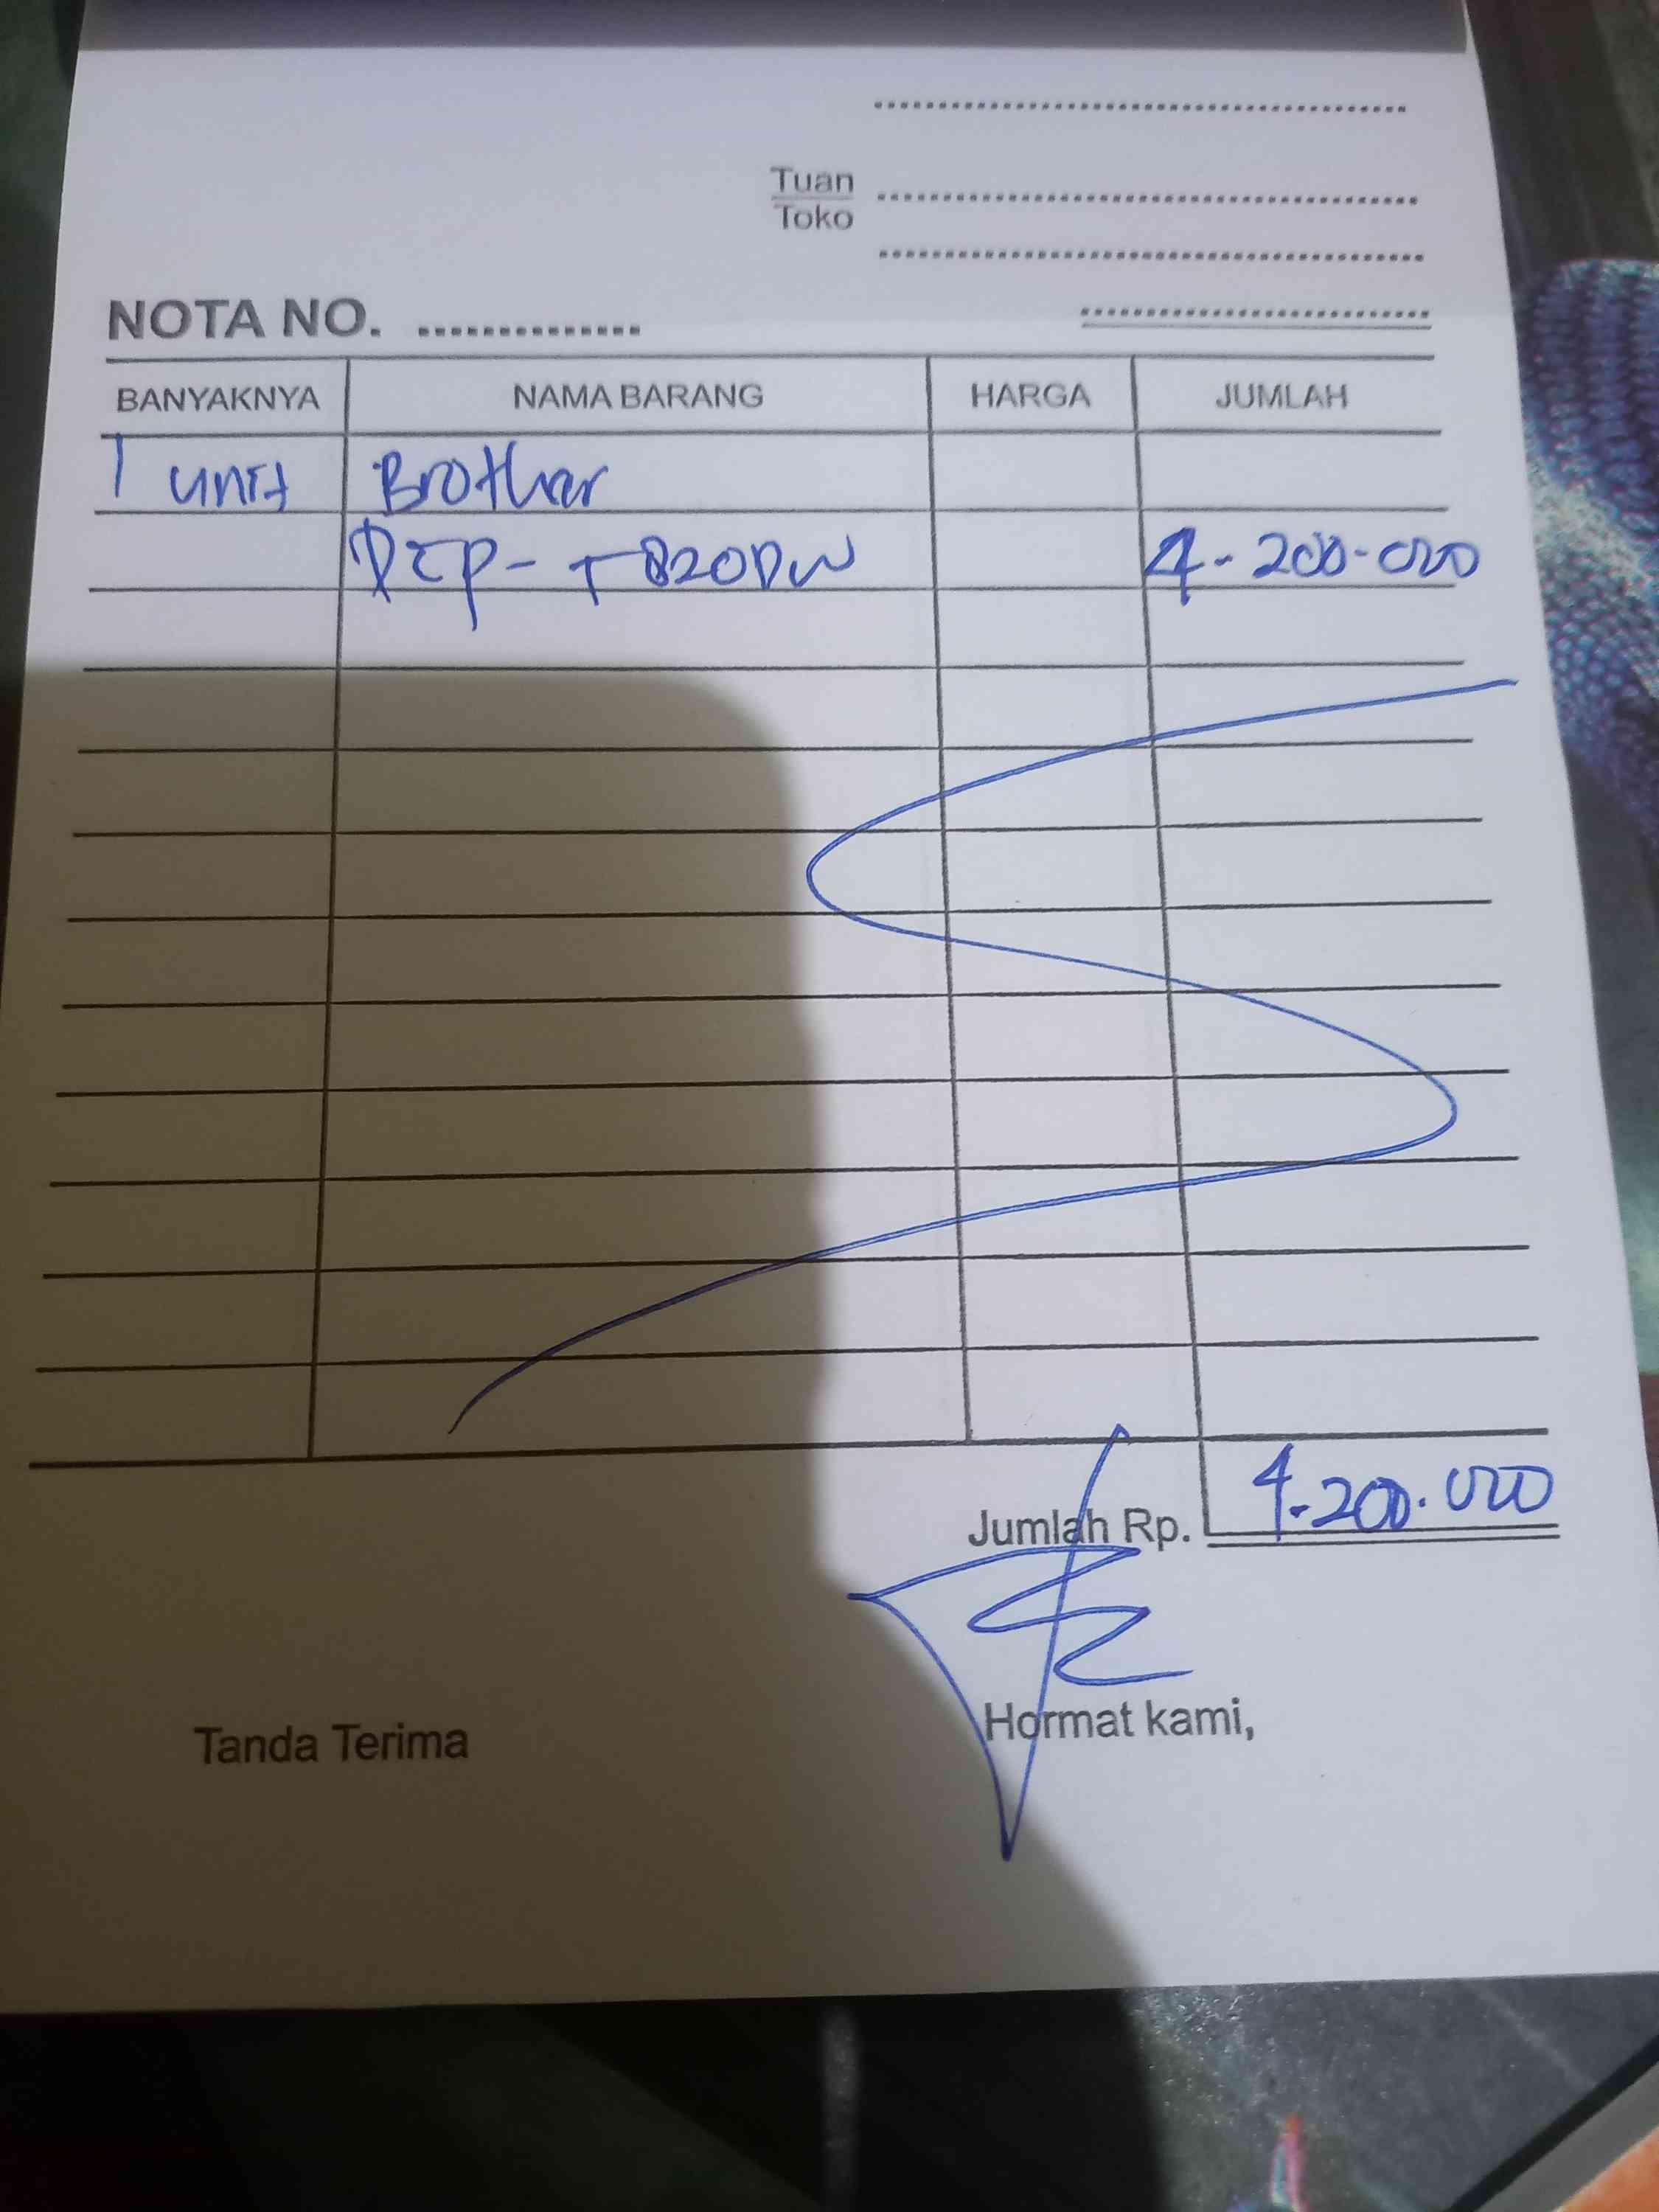 Tuan
Toko
NOTA NO.
BANYAKNYA NAMA BARANG HARGA JUMLAH
1 unit Brother
DCP-T820DW 4.200.000
Jumlah Rp. 4.200.000
Tanda Terima Hormat kami,